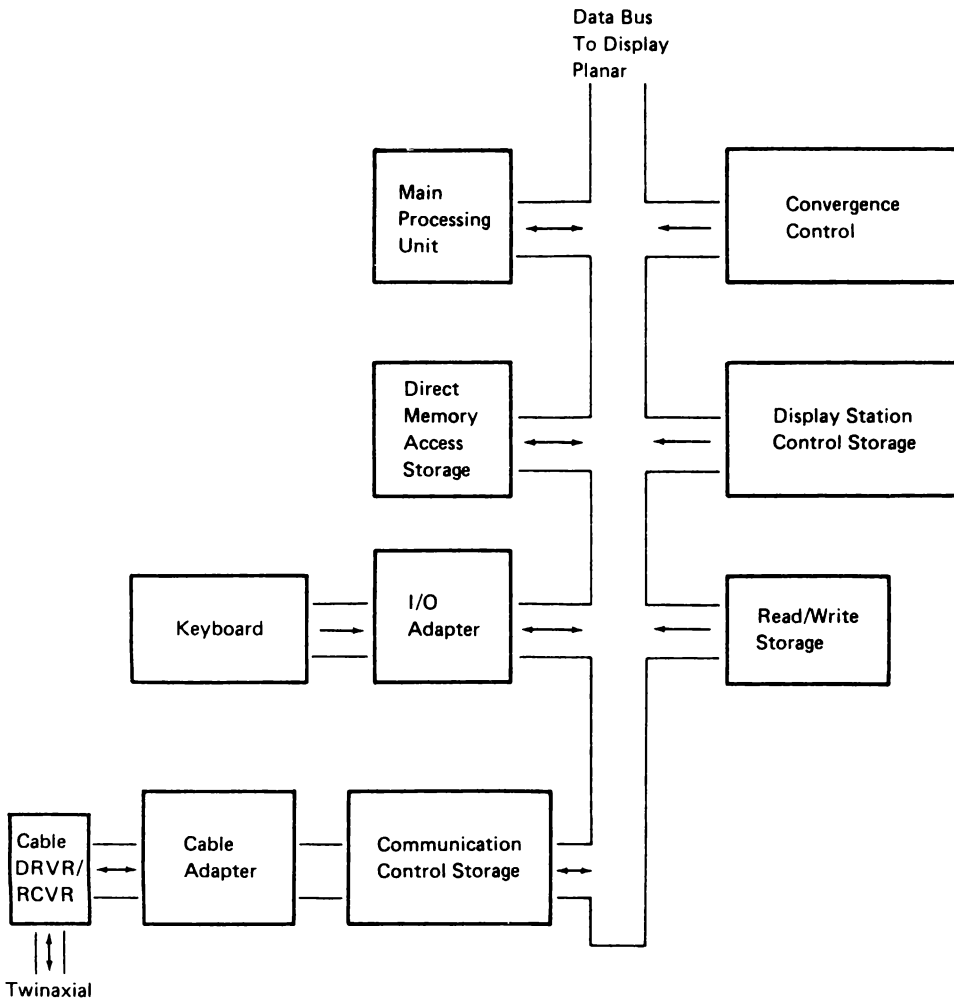 Data Bus
To Display
Planar
Main
Processing
Unit
Convergence
Control
Direct
Memory
Access
Storage
Display Station
Control Storage
Keyboard
I/O
Adapter
Read/Write
Storage
Cable
DRVR/
RCVR
Cable
Adapter
Communication
Control Storage
Twinaxial